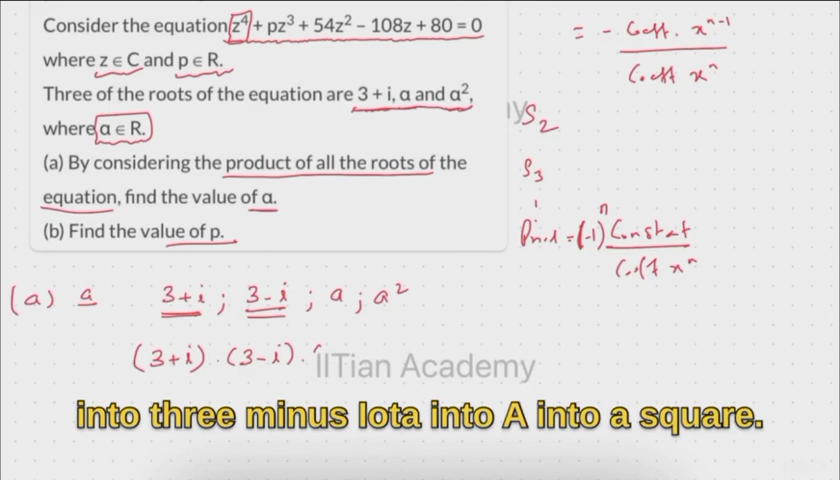 Consider the equation z⁴ + pz³ + 54z² − 108z + 80 = 0
where z ∈ C and p ∈ R.
Three of the roots of the equation are 3 + i, α and α²,
where α ∈ R.
(a) By considering the product of all the roots of the
equation, find the value of α.
(b) Find the value of p.
= - Coeff. x^(n-1) / Coeff xⁿ
S₂
S₃
Prod = (-1)ⁿ Constat / Coeff xⁿ
(a) a 3+i ; 3-i ; a ; a²
(3+i) . (3-i) .
IITian Academy
into three minus Iota into A into a square.